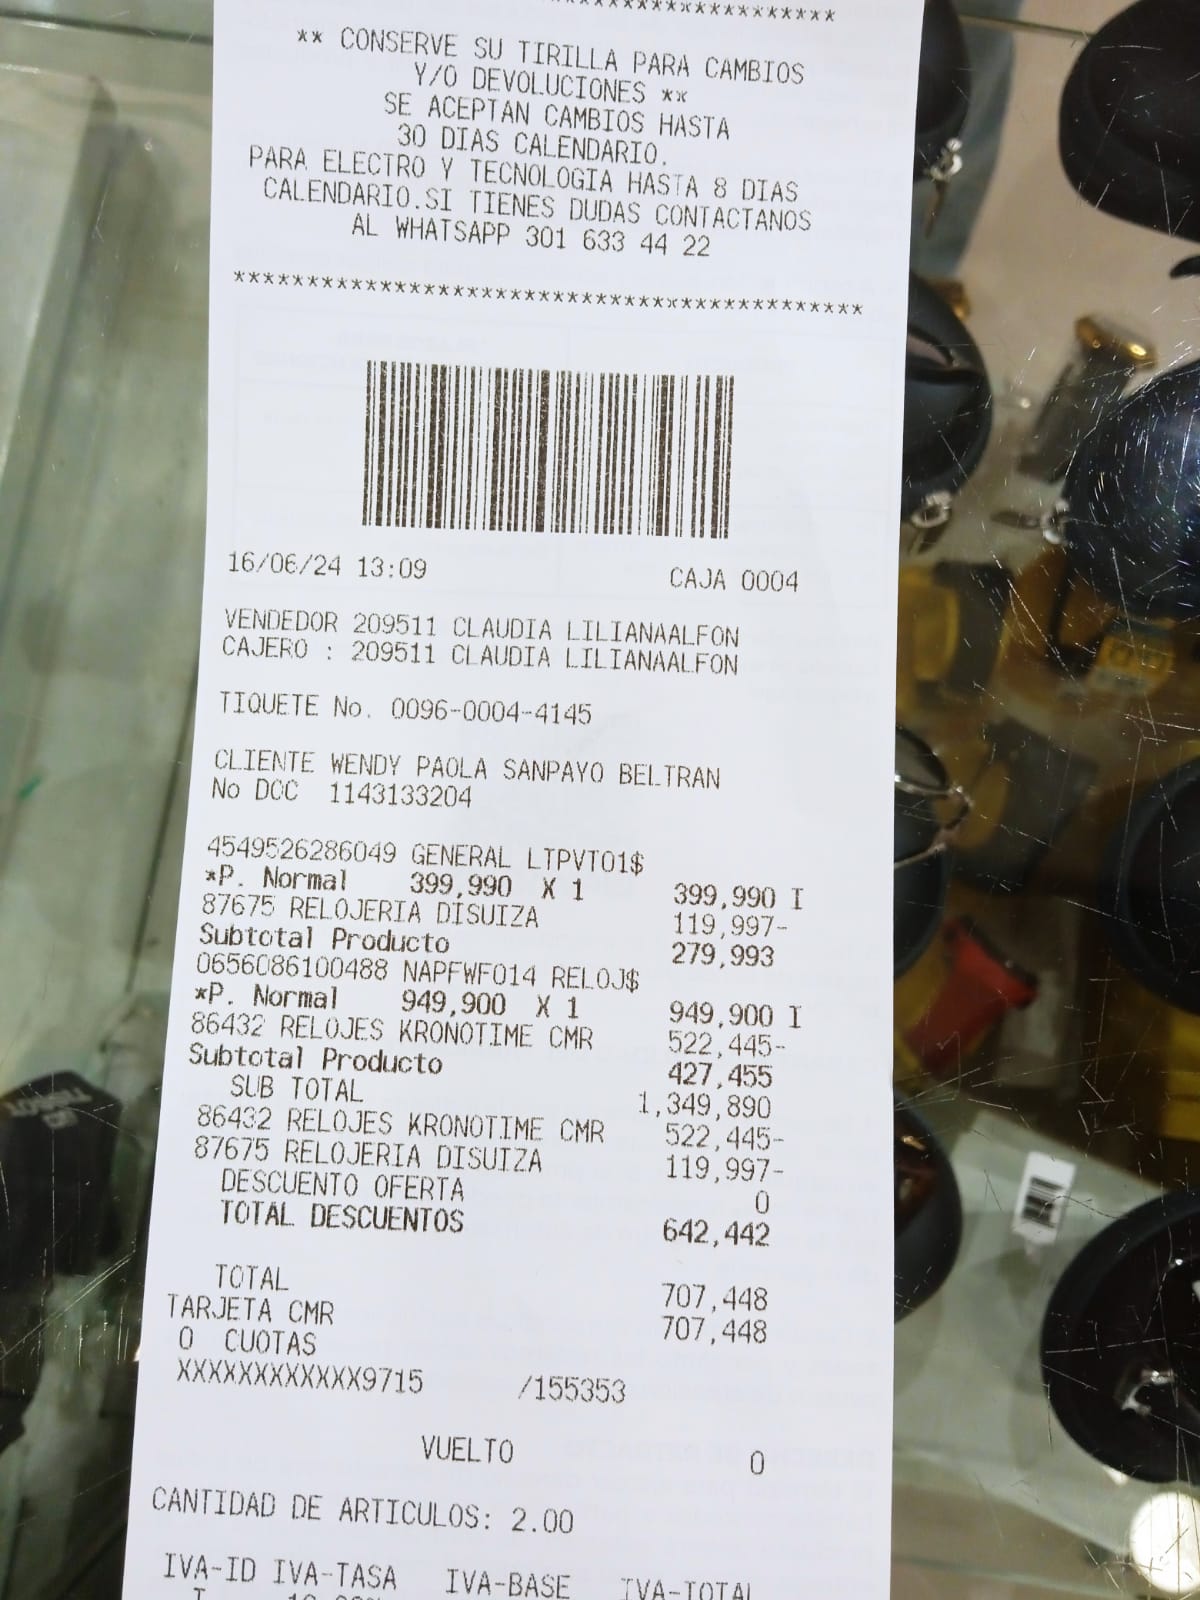 ** CONSERVE SU TIRILLA PARA CAMBIOS
Y/O DEVOLUCIONES **
SE ACEPTAN CAMBIOS HASTA
30 DIAS CALENDARIO.
PARA ELECTRO Y TECNOLOGIA HASTA 8 DIAS
CALENDARIO.SI TIENES DUDAS CONTACTANOS
AL WHATSAPP 301 633 44 22
*******************************************
16/06/24 13:09 CAJA 0004
VENDEDOR 209511 CLAUDIA LILIANAALFON
CAJERO : 209511 CLAUDIA LILIANAALFON
TIQUETE No. 0096-0004-4145
CLIENTE WENDY PAOLA SANPAYO BELTRAN
No DOC 1143133204
4549526286049 GENERAL LTPVT01$
*P. Normal 399,990 X 1 399,990 I
87675 RELOJERIA DISUIZA 119,997-
Subtotal Producto 279,993
0656086100488 NAPFWF014 RELOJ$
*P. Normal 949,900 X 1 949,900 I
86432 RELOJES KRONOTIME CMR 522,445-
Subtotal Producto 427,455
SUB TOTAL 1,349,890
86432 RELOJES KRONOTIME CMR 522,445-
87675 RELOJERIA DISUIZA 119,997-
DESCUENTO OFERTA 0
TOTAL DESCUENTOS 642,442
TOTAL 707,448
TARJETA CMR 707,448
0 CUOTAS
XXXXXXXXXXXX9715 /155353
VUELTO 0
CANTIDAD DE ARTICULOS: 2.00
IVA-ID IVA-TASA IVA-BASE IVA-TOTAL